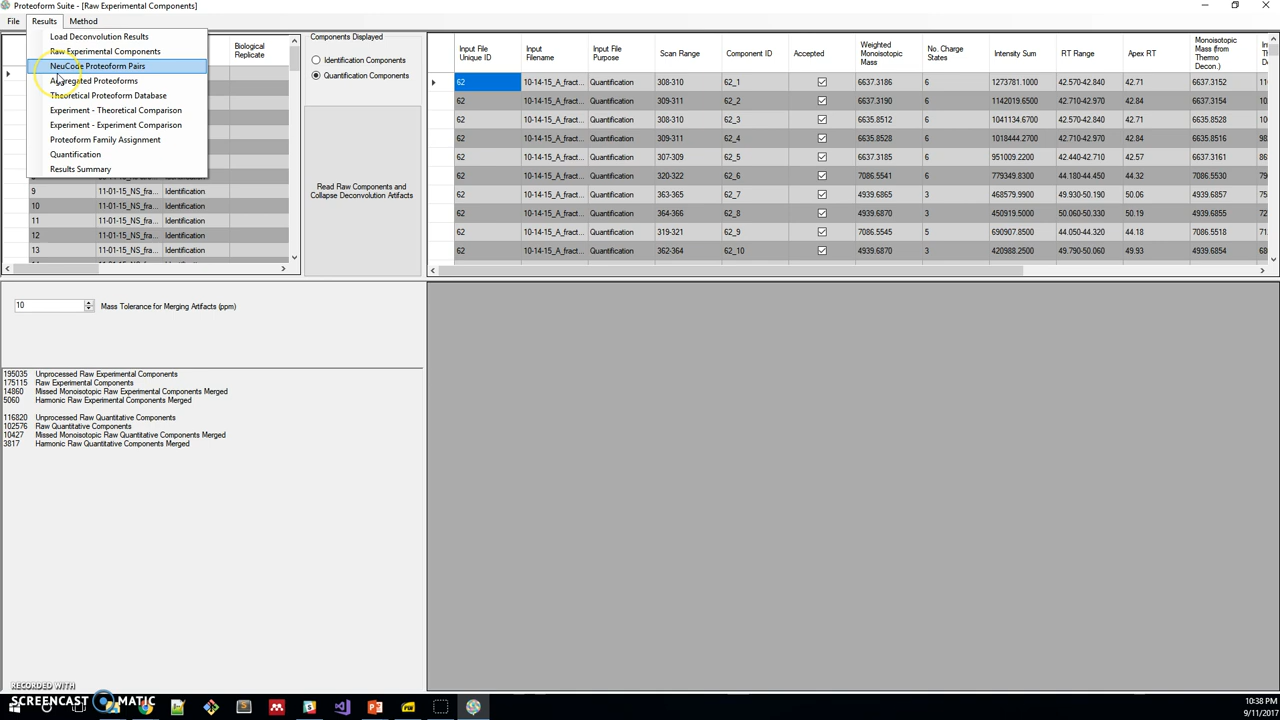 Proteoform Suite - [Raw Experimental Components]
File Results Method
Load Deconvolution Results
Raw Experimental Components
NeuCode Proteoform Pairs
Aggregated Proteoforms
Theoretical Proteoform Database
Experiment - Theoretical Comparison
Experiment - Experiment Comparison
Proteoform Family Assignment
Quantification
Results Summary
Biological Replicate
9 11-01-15_NS_fra... Identification
10 11-01-15_NS_fra... Identification
11 11-01-15_NS_fra... Identification
12 11-01-15_NS_fra... Identification
13 11-01-15_NS_fra... Identification
Components Displayed
Identification Components
Quantification Components
Read Raw Components and
Collapse Deconvolution Artifacts
Input File Unique ID Input Filename Input File Purpose Scan Range Component ID Accepted Weighted Monoisotopic Mass No. Charge States Intensity Sum RT Range Apex RT Monoisotopic Mass (from Thermo Decon.)
62 10-14-15_A_fract... Quantification 308-310 62_1 6637.3186 6 1273781.1000 42.570-42.840 42.71 6637.3152
62 10-14-15_A_fract... Quantification 309-311 62_2 6637.3190 6 1142019.6500 42.710-42.970 42.84 6637.3154
62 10-14-15_A_fract... Quantification 308-310 62_3 6635.8512 6 1041134.6700 42.570-42.840 42.71 6635.8528
62 10-14-15_A_fract... Quantification 309-311 62_4 6635.8508 6 1018444.2700 42.710-42.970 42.84 6635.8516
62 10-14-15_A_fract... Quantification 307-309 62_5 6637.3185 6 951009.2200 42.440-42.710 42.57 6637.3161
62 10-14-15_A_fract... Quantification 320-322 62_6 7086.5541 6 779349.8300 44.180-44.450 44.32 7086.5530
62 10-14-15_A_fract... Quantification 363-365 62_7 4939.6865 3 468579.9900 49.930-50.190 50.06 4939.6857
62 10-14-15_A_fract... Quantification 364-366 62_8 4939.6870 3 450919.5000 50.060-50.330 50.19 4939.6855
62 10-14-15_A_fract... Quantification 319-321 62_9 7086.5545 5 690907.8500 44.050-44.320 44.18 7086.5518
62 10-14-15_A_fract... Quantification 362-364 62_10 4939.6870 3 420988.2500 49.790-50.060 49.93 4939.6854
10 Mass Tolerance for Merging Artifacts (ppm)
195035 Unprocessed Raw Experimental Components
175115 Raw Experimental Components
14860 Missed Monoisotopic Raw Experimental Components Merged
5060 Harmonic Raw Experimental Components Merged
116820 Unprocessed Raw Quantitative Components
102576 Raw Quantitative Components
10427 Missed Monoisotopic Raw Quantitative Components Merged
3817 Harmonic Raw Quantitative Components Merged
RECORDED WITH
SCREENCAST MATIC
10:38 PM
9/11/2017